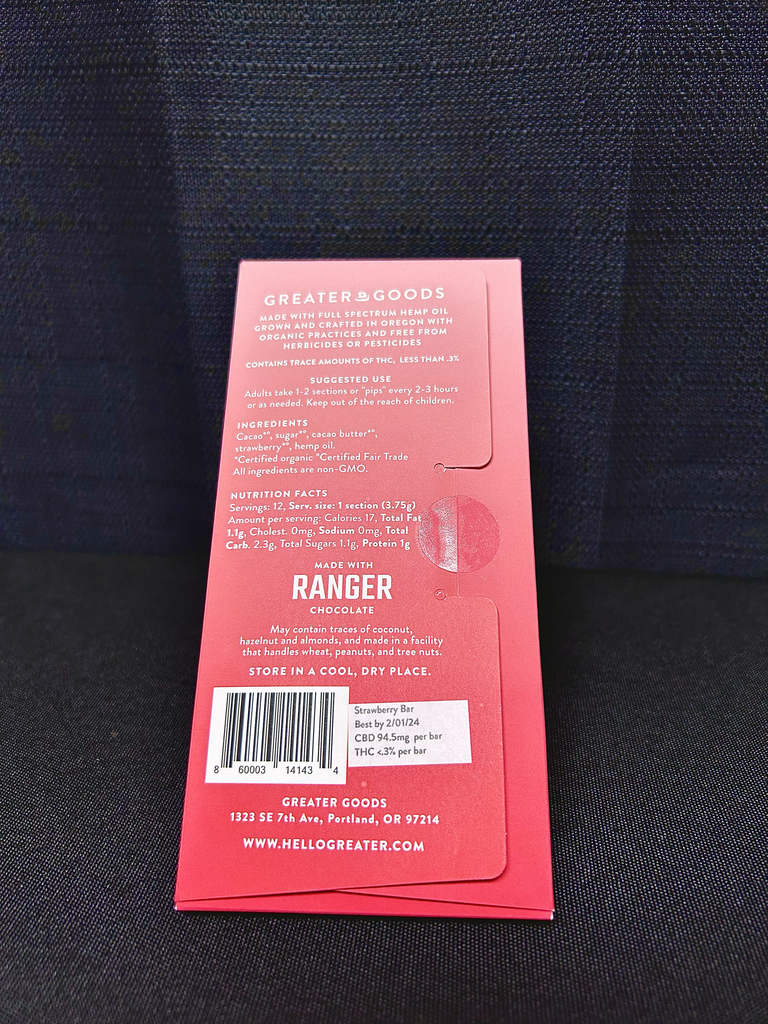 GREATER GOODS
MADE WITH FULL SPECTRUM HEMP OIL
GROWN AND CRAFTED IN OREGON WITH
ORGANIC PRACTICES AND FREE FROM
HERBICIDES OR PESTICIDES
CONTAINS TRACE AMOUNTS OF THC, LESS THAN .3%
SUGGESTED USE
Adults take 1-2 sections or "pips" every 2-3 hours
or as needed. Keep out of the reach of children.
INGREDIENTS
Cacao*°, sugar*°, cacao butter*°,
strawberry*°, hemp oil.
*Certified organic °Certified Fair Trade
All ingredients are non-GMO.
NUTRITION FACTS
Servings: 12, Serv. size: 1 section (3.75g)
Amount per serving: Calories 17, Total Fat
1.1g, Cholest. 0mg, Sodium 0mg, Total
Carb. 2.3g, Total Sugars 1.1g, Protein 1g
MADE WITH
RANGER
CHOCOLATE
May contain traces of coconut,
hazelnut and almonds, and made in a facility
that handles wheat, peanuts, and tree nuts.
STORE IN A COOL, DRY PLACE.
Strawberry Bar
Best by 2/01/24
CBD 94.5mg per bar
THC <.3% per bar
8 60003 14143 4
GREATER GOODS
1323 SE 7th Ave, Portland, OR 97214
WWW.HELLOGREATER.COM